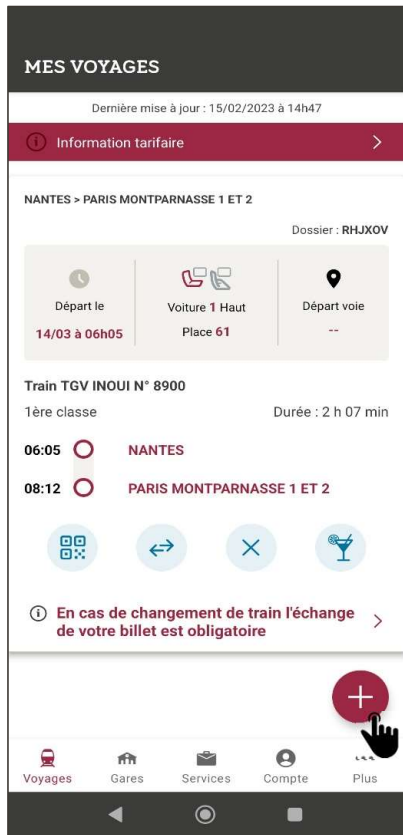 MES VOYAGES
Dernière mise à jour : 15/02/2023 à 14h47
Information tarifaire
NANTES > PARIS MONTPARNASSE 1 ET 2
Dossier : RHJXOV
Départ le
14/03 à 06h05
Voiture 1 Haut
Place 61
Départ voie
--
Train TGV INOUI N° 8900
1ère classe
Durée : 2 h 07 min
06:05 NANTES
08:12 PARIS MONTPARNASSE 1 ET 2
En cas de changement de train l'échange
de votre billet est obligatoire
Voyages Gares Services Compte Plus